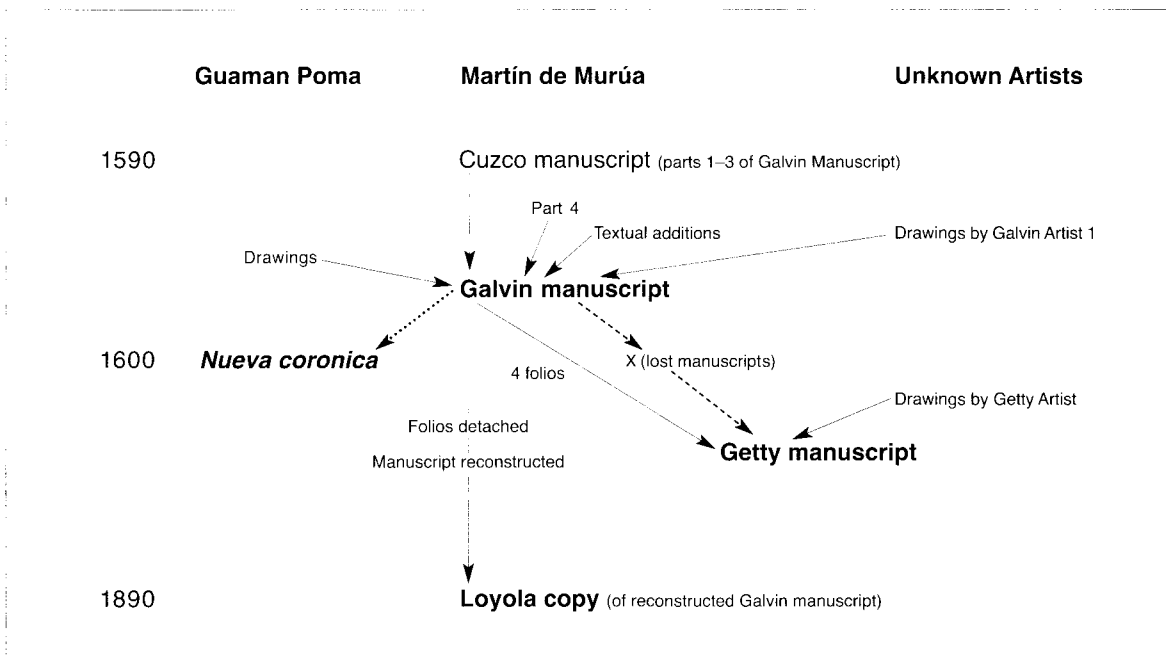 Guaman Poma Martín de Murúa Unknown Artists
1590 Cuzco manuscript (parts 1–3 of Galvin Manuscript)
Part 4
Textual additions Drawings by Galvin Artist 1
Drawings
Galvin manuscript
1600 Nueva coronica X (lost manuscripts)
4 folios
Drawings by Getty Artist
Folios detached
Getty manuscript
Manuscript reconstructed
1890 Loyola copy (of reconstructed Galvin manuscript)